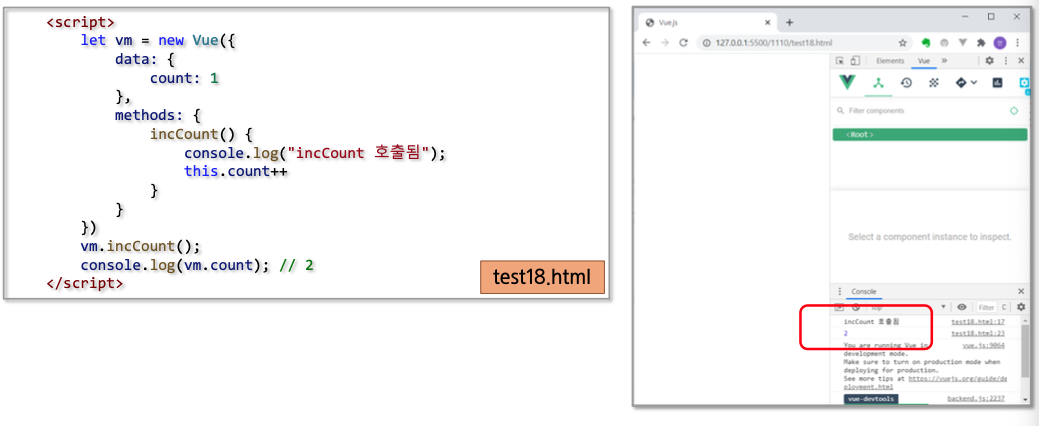 <script>
let vm = new Vue({
data: {
count: 1
},
methods: {
incCount() {
console.log("incCount 호출됨");
this.count++
}
}
})
vm.incCount();
console.log(vm.count); // 2
</script>
test18.html
Vue.js
127.0.0.1:5500/1110/test18.html
Elements Vue
Filter components
<Root>
Select a component instance to inspect.
Console
top Filter
incCount 호출됨 test18.html:17
2 test18.html:23
You are running Vue in vue.js:9064
development mode.
Make sure to turn on production mode when
deploying for production.
See more tips at https://vuejs.org/guide/de
ployment.html
vue-devtools backend.js:2237